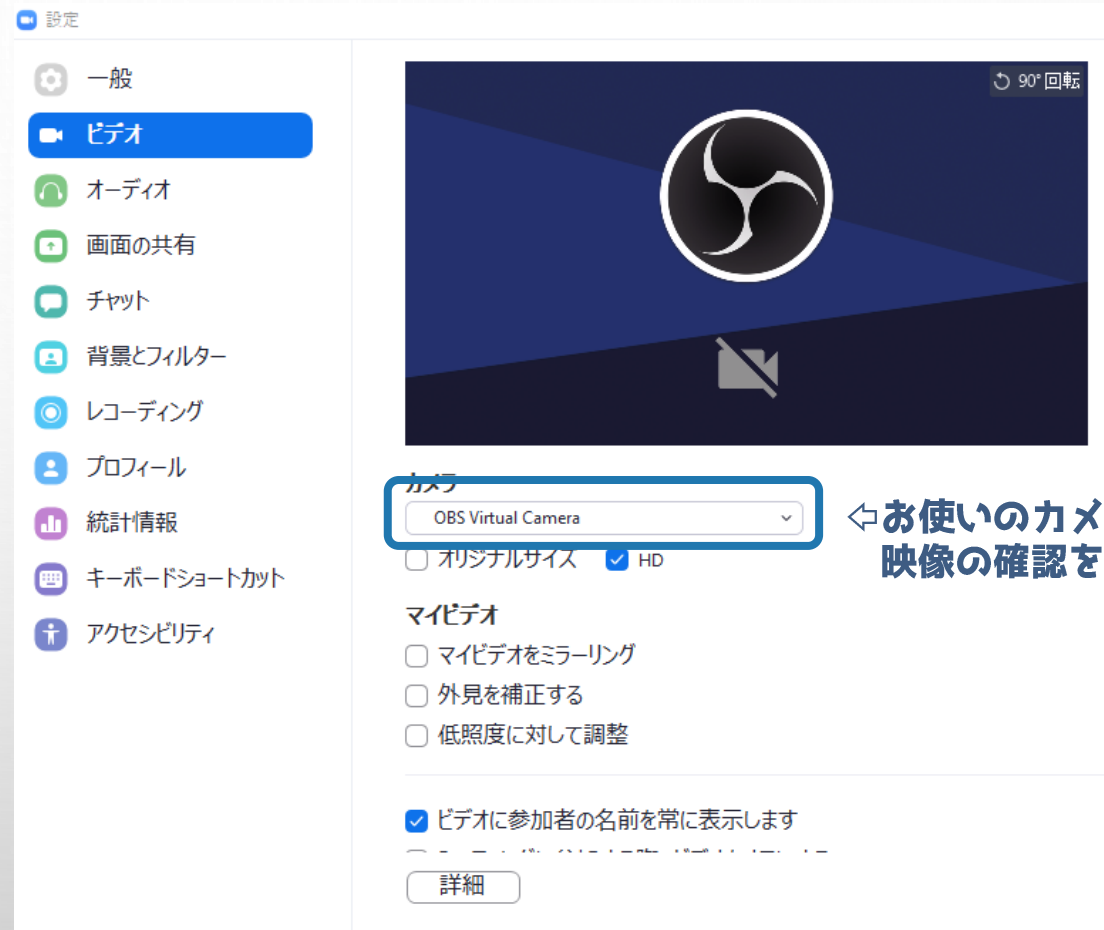 設定
一般
ビデオ
オーディオ
画面の共有
チャット
背景とフィルター
レコーディング
プロフィール
統計情報
キーボードショートカット
アクセシビリティ
90°回転
カメラ
OBS Virtual Camera
⇦お使いのカメ
映像の確認を
オリジナルサイズ HD
マイビデオ
マイビデオをミラーリング
外見を補正する
低照度に対して調整
ビデオに参加者の名前を常に表示します
詳細